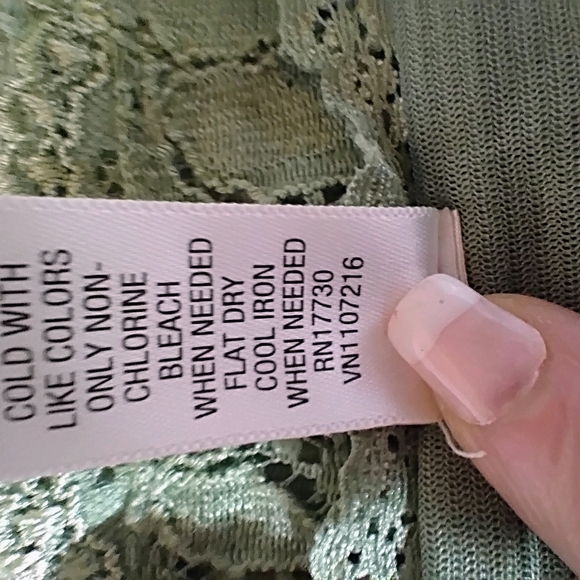 COLD WITH
LIKE COLORS
ONLY NON-
CHLORINE
BLEACH
WHEN NEEDED
FLAT DRY
COOL IRON
WHEN NEEDED
RN17730
VN1107216